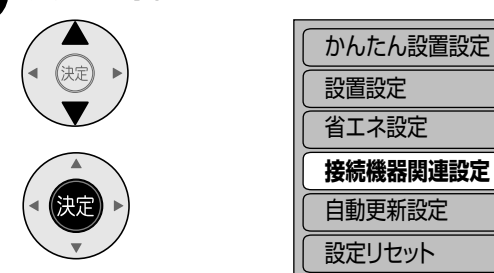 決定
決定
かんたん設置設定
設置設定
省エネ設定
接続機器関連設定
自動更新設定
設定リセット